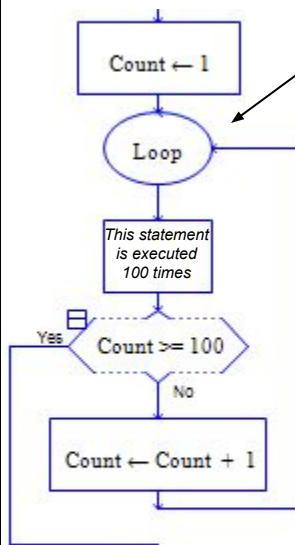 Count ← 1
Loop
This statement
is executed
100 times
Yes
Count >= 100
No
Count ← Count + 1